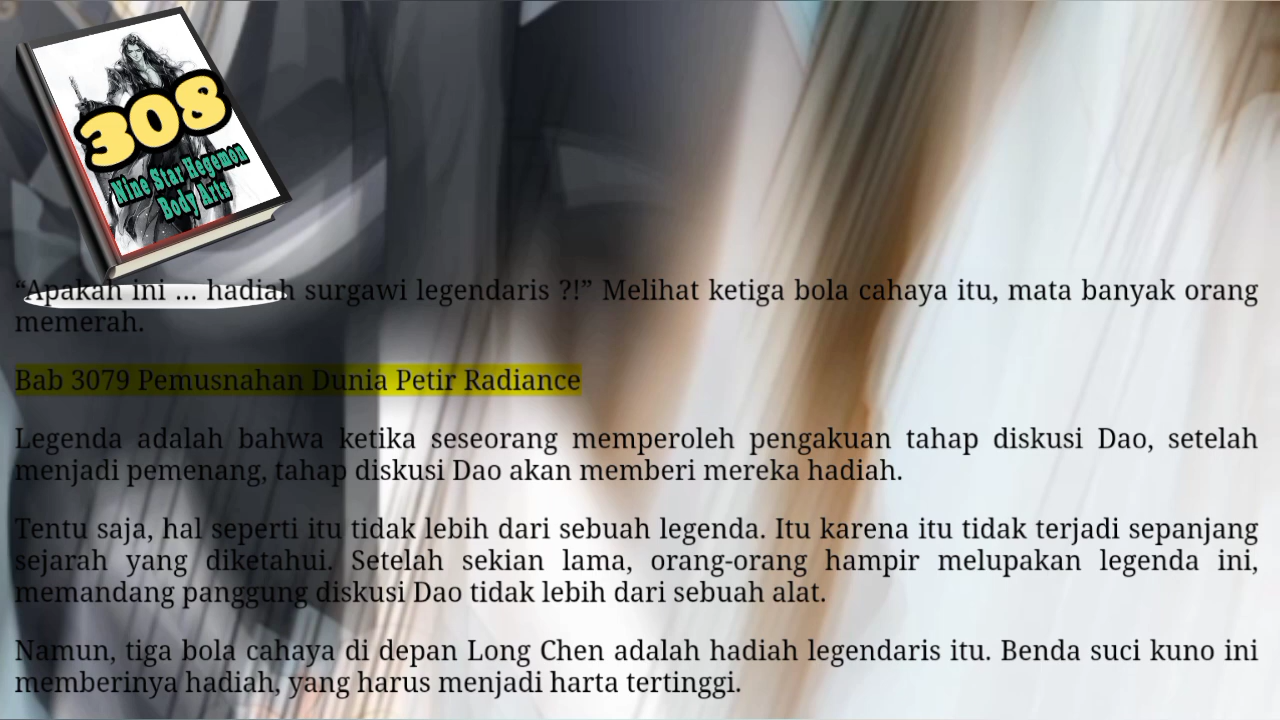 308
Nine Star Hegemon
Body Arts
“Apakah ini ... hadiah surgawi legendaris ?!” Melihat ketiga bola cahaya itu, mata banyak orang
memerah.
Bab 3079 Pemusnahan Dunia Petir Radiance
Legenda adalah bahwa ketika seseorang memperoleh pengakuan tahap diskusi Dao, setelah
menjadi pemenang, tahap diskusi Dao akan memberi mereka hadiah.
Tentu saja, hal seperti itu tidak lebih dari sebuah legenda. Itu karena itu tidak terjadi sepanjang
sejarah yang diketahui. Setelah sekian lama, orang-orang hampir melupakan legenda ini,
memandang panggung diskusi Dao tidak lebih dari sebuah alat.
Namun, tiga bola cahaya di depan Long Chen adalah hadiah legendaris itu. Benda suci kuno ini
memberinya hadiah, yang harus menjadi harta tertinggi.